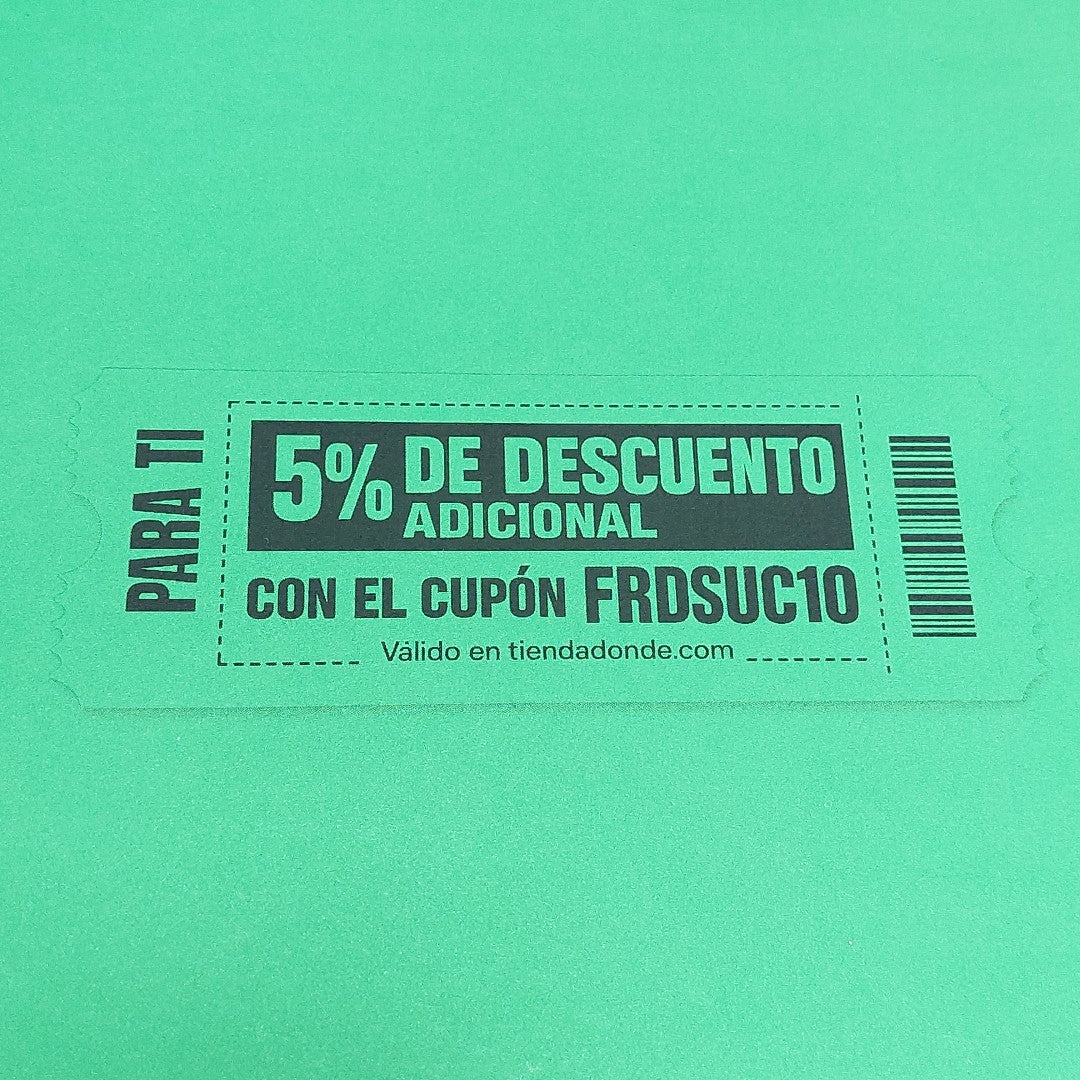 PARA TI
5% DE DESCUENTO
ADICIONAL
CON EL CUPÓN FRDSUC10
Válido en tiendadonde.com